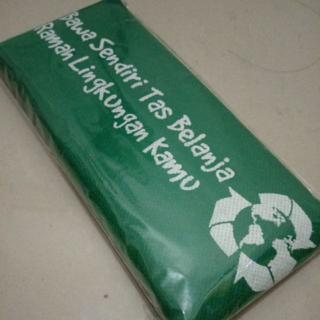 Bawa Sendiri Tas Belanja
Ramah Lingkungan Kamu